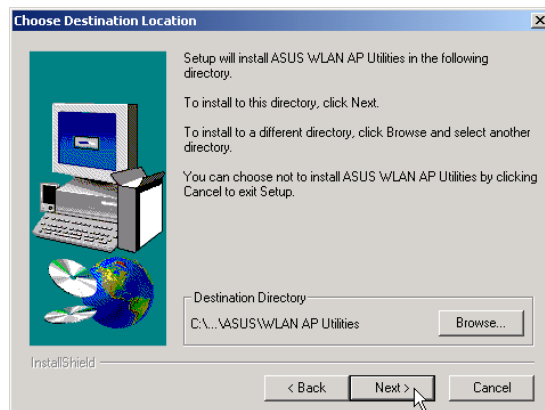 Choose Destination Location
Setup will install ASUS WLAN AP Utilities in the following
directory.
To install to this directory, click Next.
To install to a different directory, click Browse and select another
directory.
You can choose not to install ASUS WLAN AP Utilities by clicking
Cancel to exit Setup.
Destination Directory
C:\...\ASUS\WLAN AP Utilities
Browse...
InstallShield
< Back
Next >
Cancel